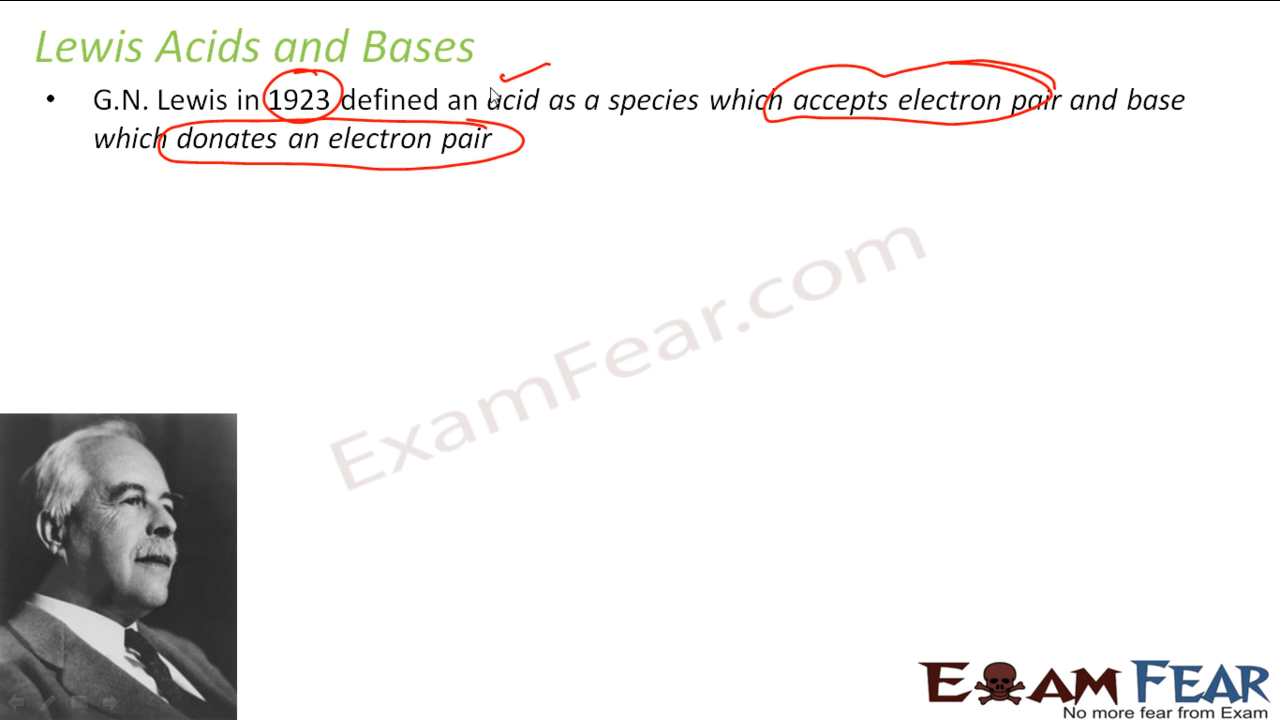 Lewis Acids and Bases
• G.N. Lewis in 1923 defined an acid as a species which accepts electron pair and base
which donates an electron pair
ExamFear.com
EXAM FEAR
No more fear from Exam